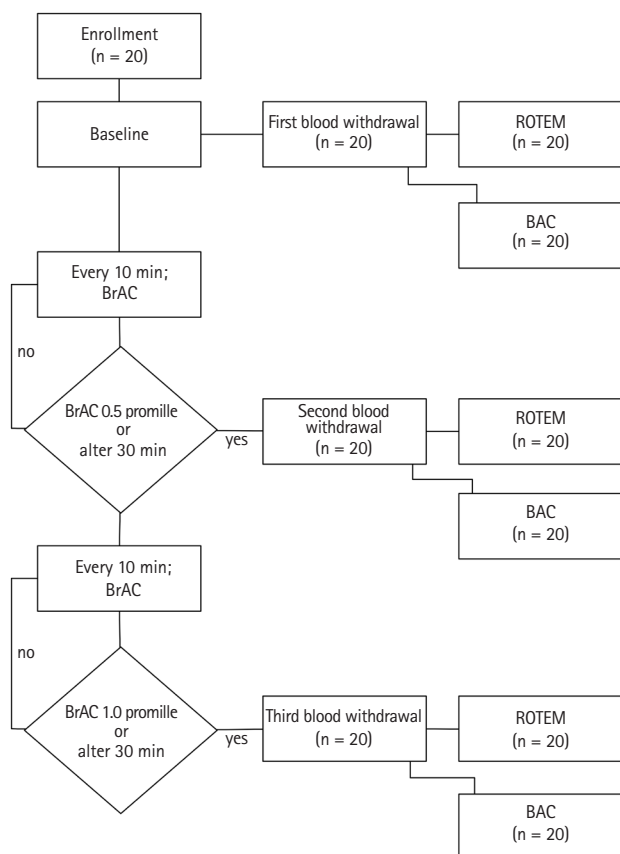 Enrollment
(n = 20)
Baseline
First blood withdrawal
(n = 20)
ROTEM
(n = 20)
BAC
(n = 20)
Every 10 min;
BrAC
no
BrAC 0.5 promille
or
alter 30 min
yes
Second blood
withdrawal
(n = 20)
ROTEM
(n = 20)
BAC
(n = 20)
Every 10 min;
BrAC
no
BrAC 1.0 promille
or
alter 30 min
yes
Third blood withdrawal
(n = 20)
ROTEM
(n = 20)
BAC
(n = 20)